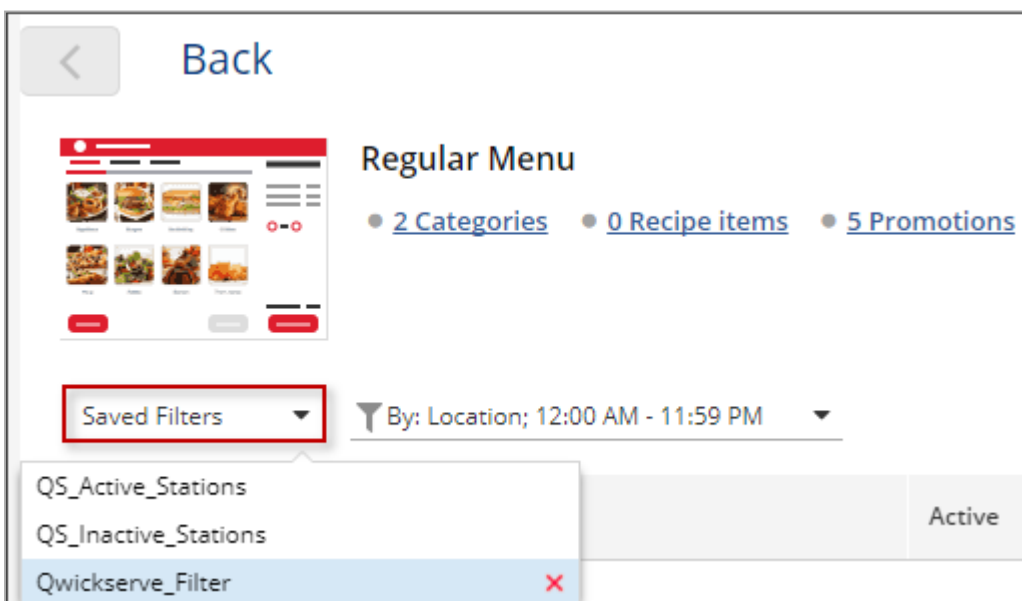 Back
Regular Menu
2 Categories 0 Recipe items 5 Promotions
Saved Filters By: Location; 12:00 AM - 11:59 PM
QS_Active_Stations
Active
QS_Inactive_Stations
Qwickserve_Filter